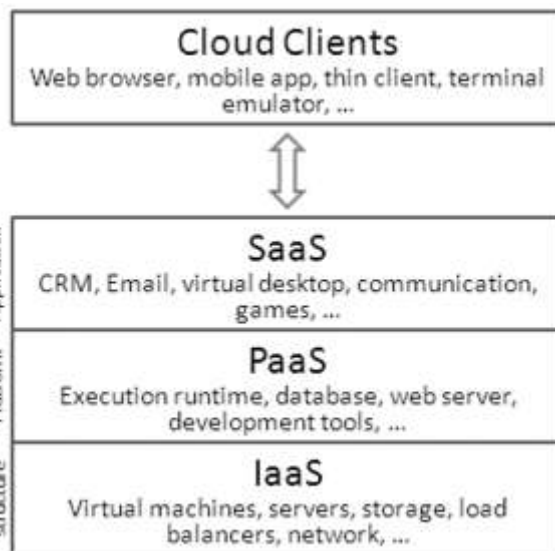 Cloud Clients
Web browser, mobile app, thin client, terminal
emulator, ...
SaaS
CRM, Email, virtual desktop, communication,
games, ...
PaaS
Execution runtime, database, web server,
development tools, ...
IaaS
Virtual machines, servers, storage, load
balancers, network, ...
structure